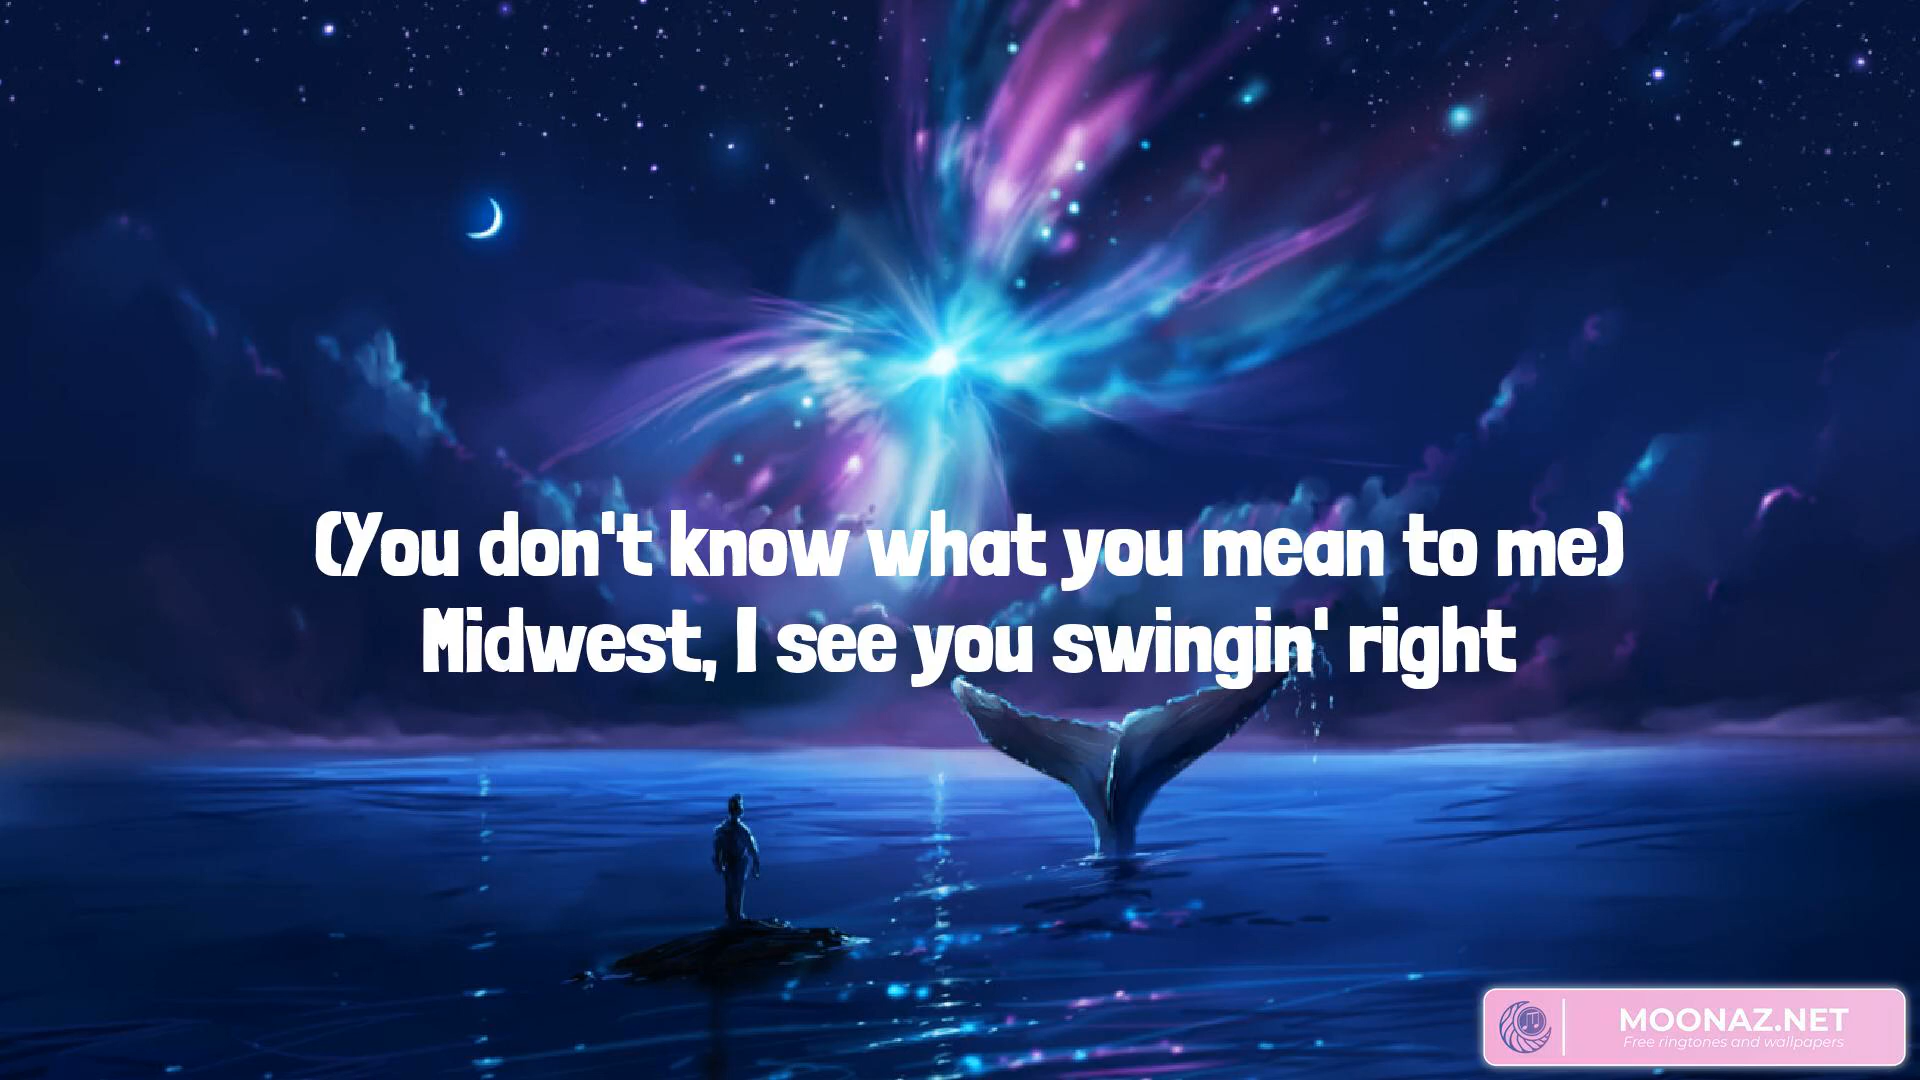 (You don't know what you mean to me)
Midwest, I see you swingin' right
MOONAZ.NET
Free ringtones and wallpapers